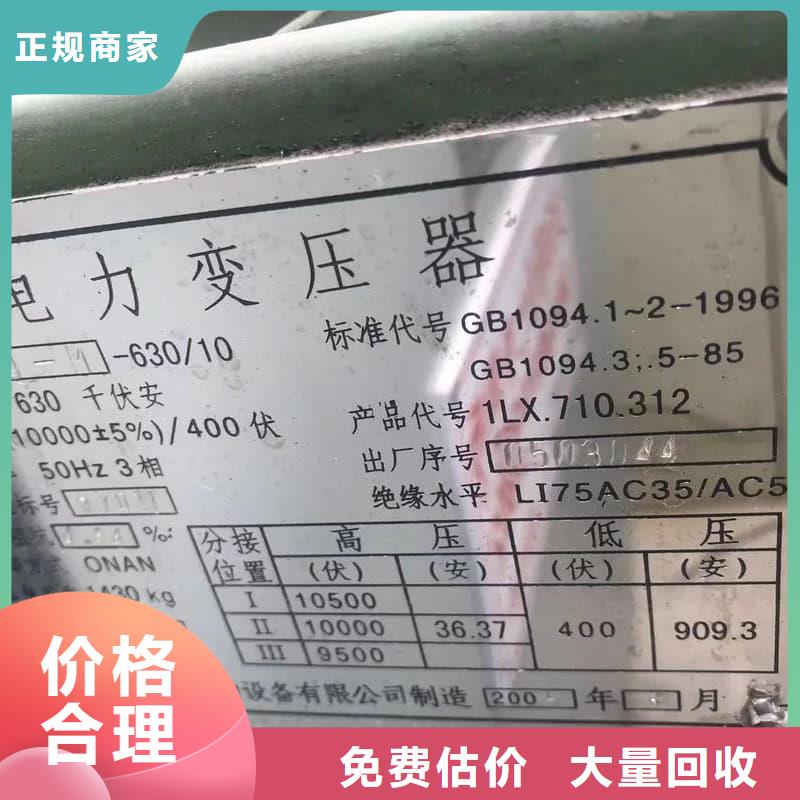 正规商家
电力变压器
-630/10
标准代号 GB1094.1~2-1996
GB1094.3;.5-85
630 千伏安
产品代号 1LX.710.312
10000±5%)/400 伏
出厂序号 0503044
50Hz 3相
标号
绝缘水平 LI75AC35/AC5
%:
ONAN
1430 kg
分接位置 高压 低压
(伏) (安) (伏) (安)
I 10500
II 10000 36.37 400 909.3
III 9500
设备有限公司制造 200 年 月
价格
合理
免费估价 大量回收